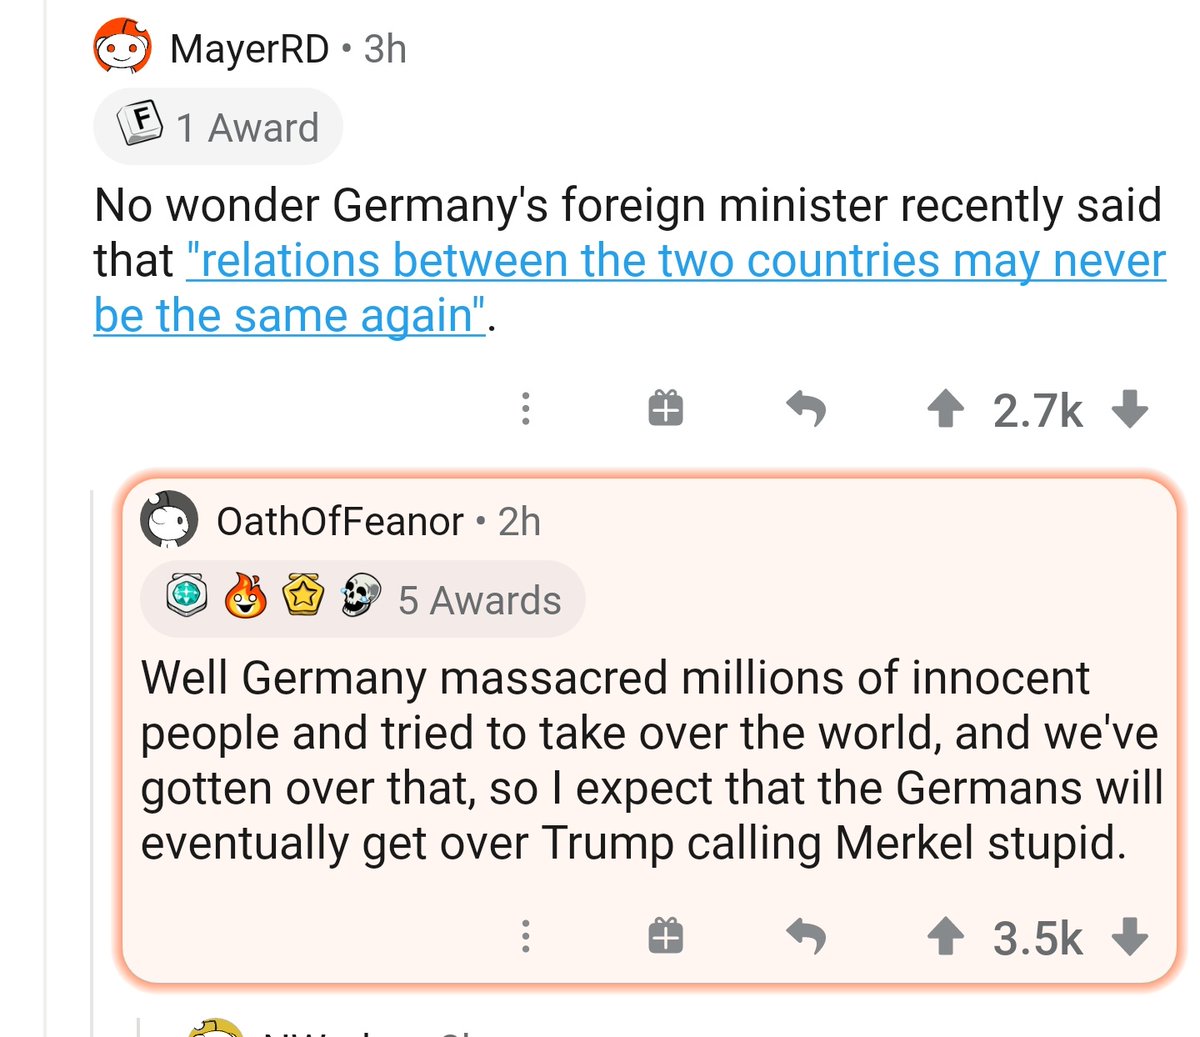 MayerRD • 3h
F 1 Award
No wonder Germany's foreign minister recently said
that "relations between the two countries may never
be the same again".
2.7k
OathOfFeanor • 2h
5 Awards
Well Germany massacred millions of innocent
people and tried to take over the world, and we've
gotten over that, so I expect that the Germans will
eventually get over Trump calling Merkel stupid.
3.5k